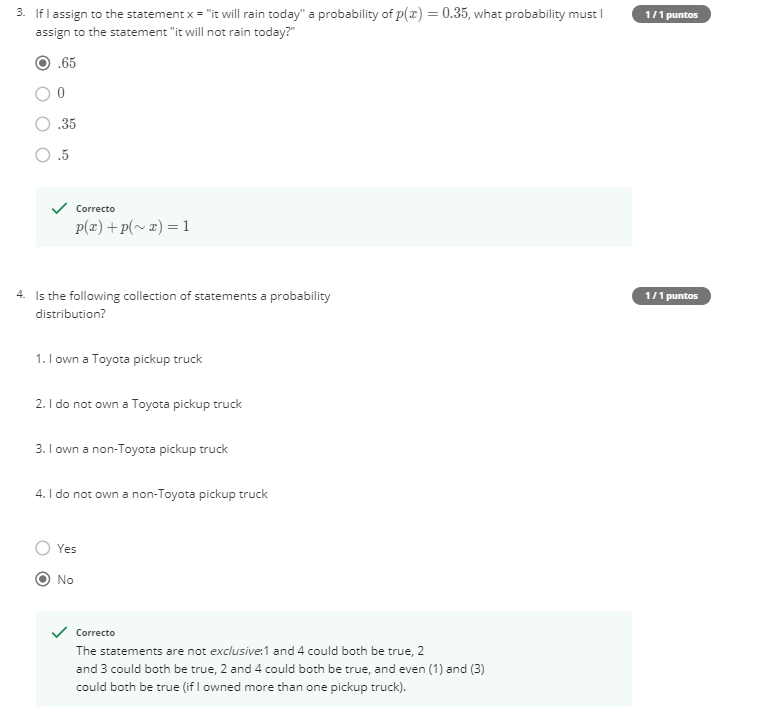 3. If I assign to the statement x = "it will rain today" a probability of p(x) = 0.35, what probability must I
assign to the statement "it will not rain today?"
1 / 1 puntos
.65
0
.35
.5
Correcto
p(x) + p(∼ x) = 1
4. Is the following collection of statements a probability
distribution?
1 / 1 puntos
1. I own a Toyota pickup truck
2. I do not own a Toyota pickup truck
3. I own a non-Toyota pickup truck
4. I do not own a non-Toyota pickup truck
Yes
No
Correcto
The statements are not exclusive:1 and 4 could both be true, 2
and 3 could both be true, 2 and 4 could both be true, and even (1) and (3)
could both be true (if I owned more than one pickup truck).